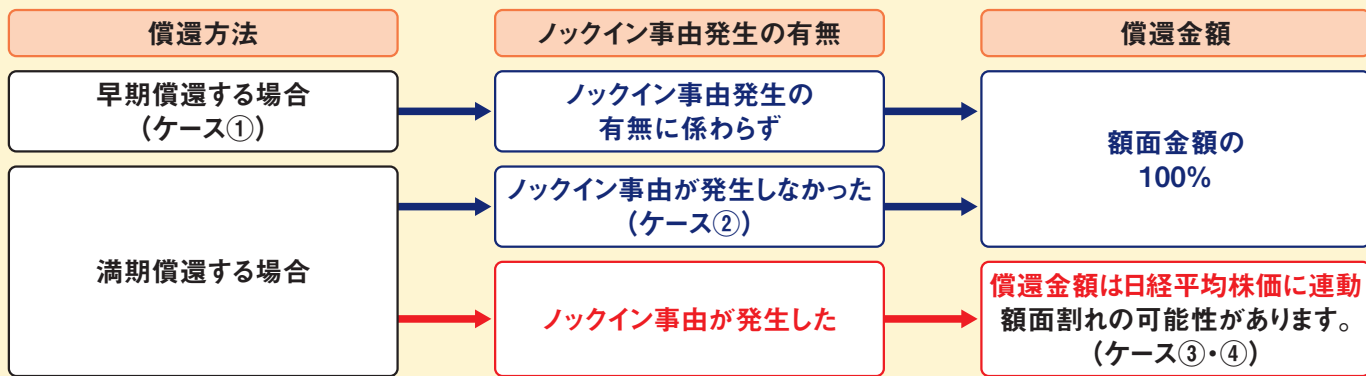 償還方法
ノックイン事由発生の有無
償還金額
早期償還する場合
(ケース①)
ノックイン事由発生の
有無に係わらず
額面金額の
100%
満期償還する場合
ノックイン事由が発生しなかった
(ケース②)
ノックイン事由が発生した
償還金額は日経平均株価に連動
額面割れの可能性があります。
(ケース③・④)